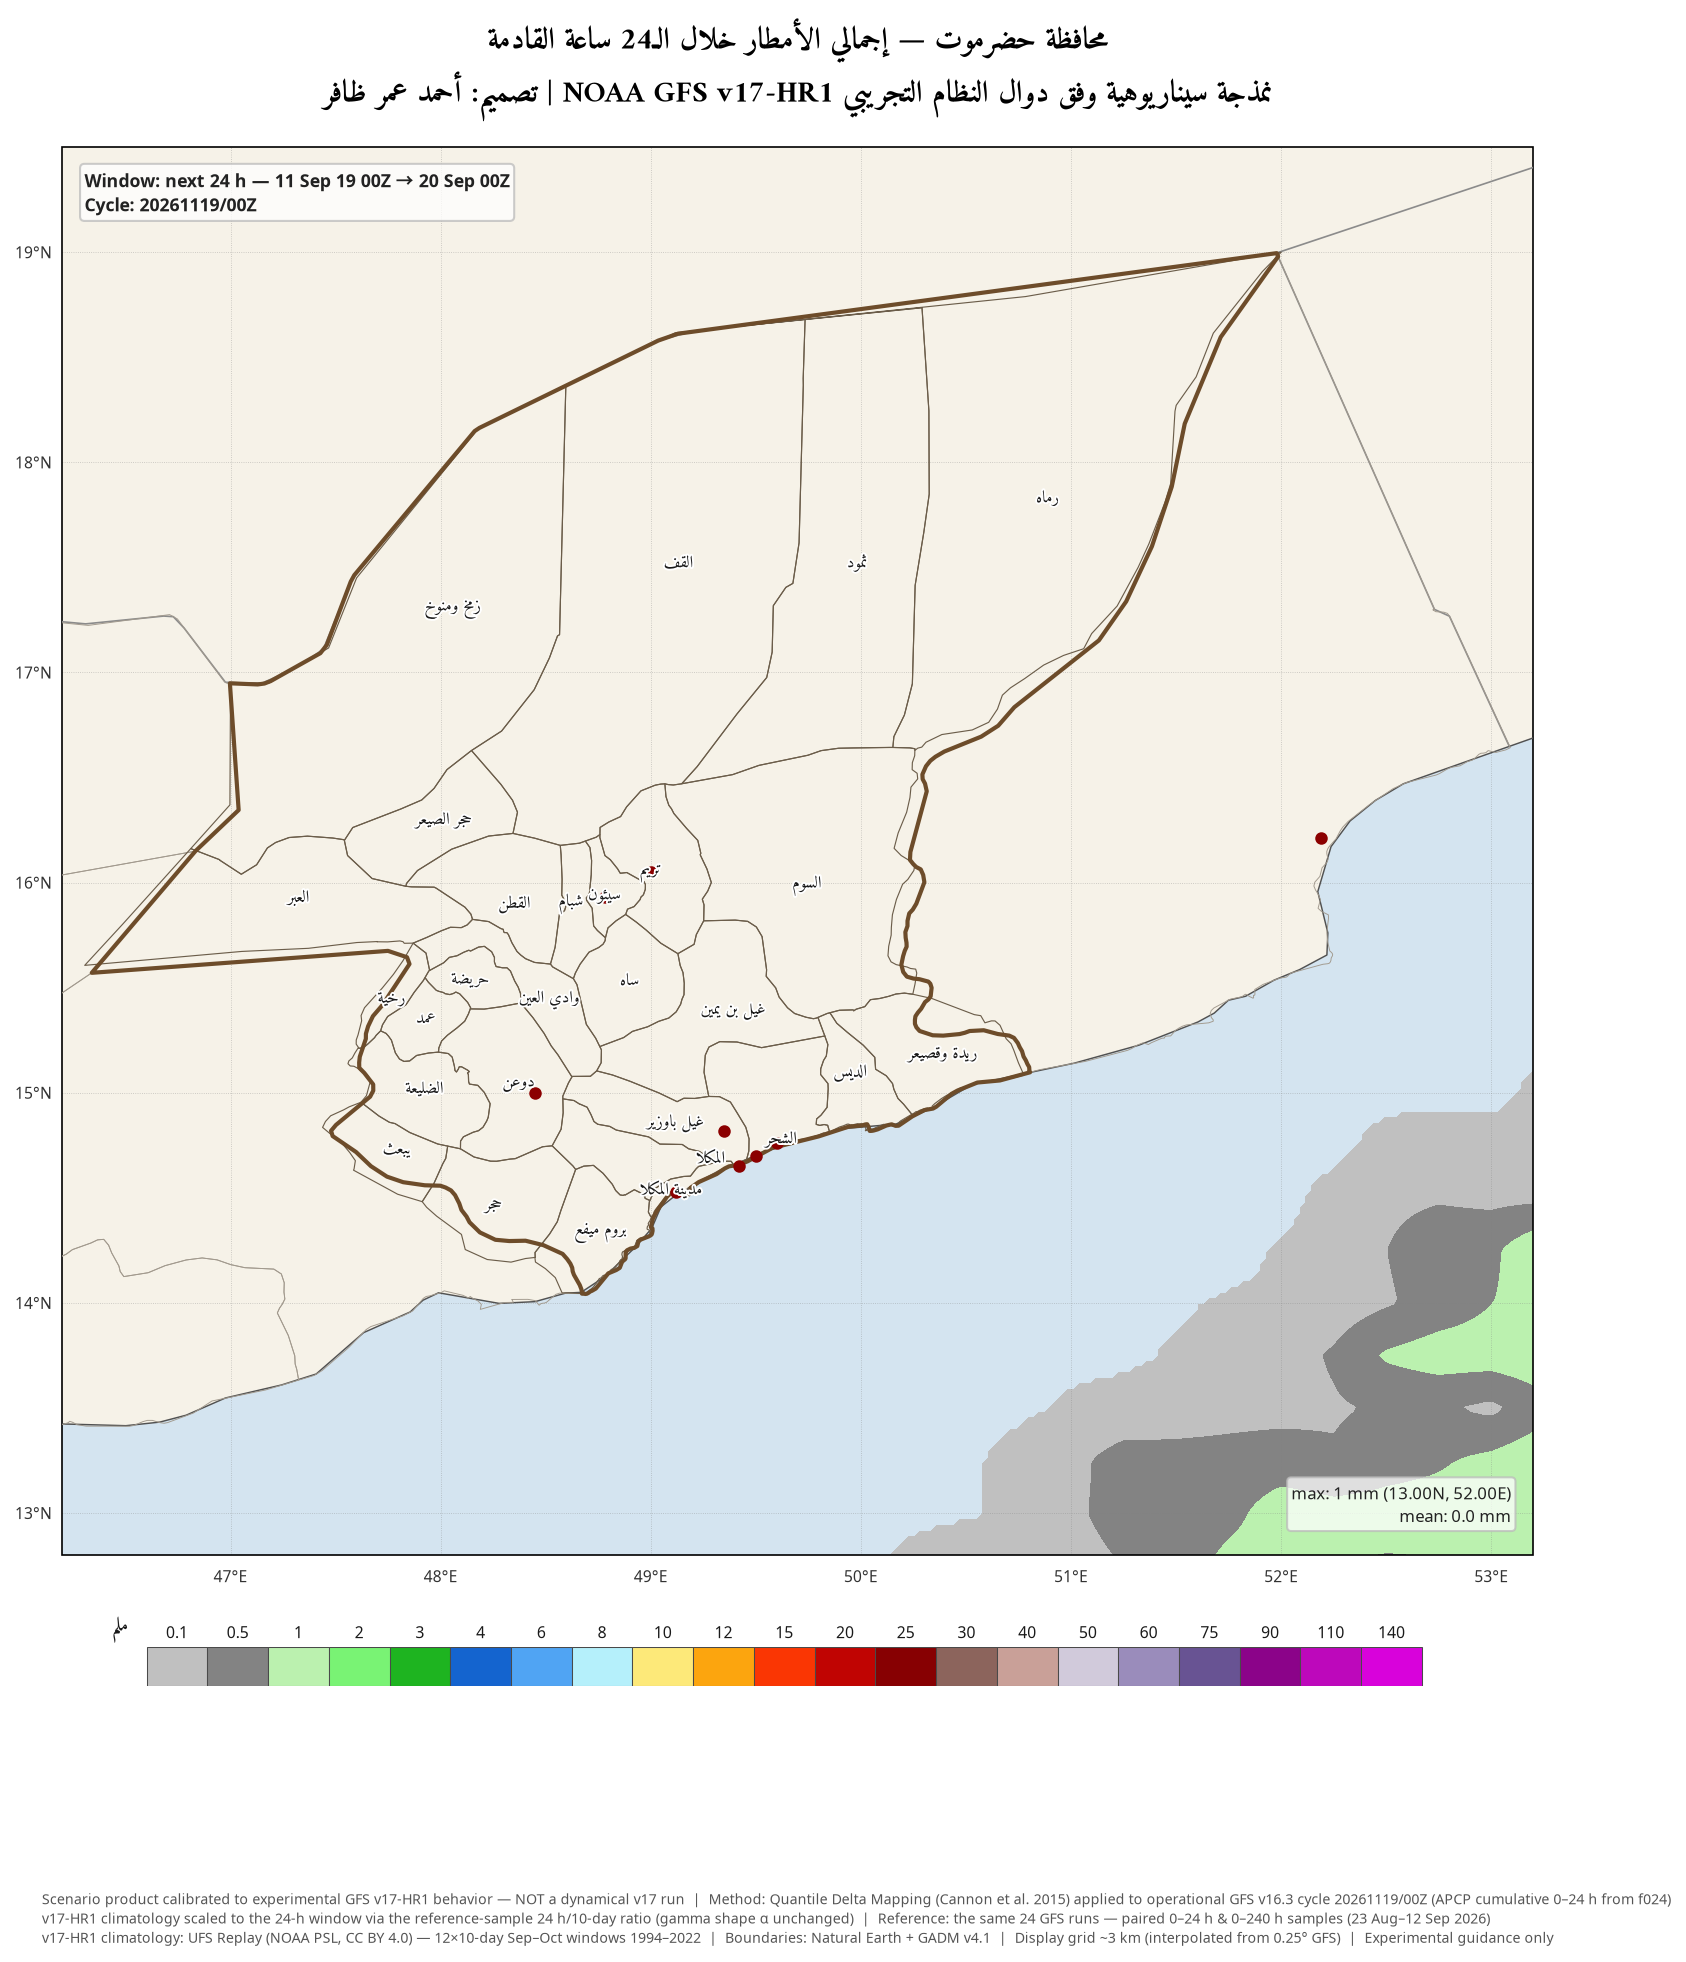 محافظة حضرموت — إجمالي الأمطار خلال الـ24 ساعة القادمة
نمذجة سيناريوهية وفق دوال النظام التجريبي NOAA GFS v17-HR1 | تصميم: أحمد عمر ظافر
Window: next 24 h — 11 Sep 19 00Z → 20 Sep 00Z
Cycle: 20261119/00Z
19°N
18°N
رماه
القف
ثمود
زمخ ومنوخ
17°N
حجر الصيعر
تريم
16°N
السوم
العبر
القطن
شبام
سيئون
حريضة
ساه
رخية
وادي العين
عمد
غيل بن يمين
ريدة وقصيعر
15°N
الضليعة
دوعن
الديس
غيل باوزير
الشحر
يبعث
المكلا
مدينة المكلا
حجر
بروم ميفع
14°N
13°N
max: 1 mm (13.00N, 52.00E)
mean: 0.0 mm
47°E 48°E 49°E 50°E 51°E 52°E 53°E
ملم
0.1 0.5 1 2 3 4 6 8 10 12 15 20 25 30 40 50 60 75 90 110 140
Scenario product calibrated to experimental GFS v17-HR1 behavior — NOT a dynamical v17 run | Method: Quantile Delta Mapping (Cannon et al. 2015) applied to operational GFS v16.3 cycle 20261119/00Z (APCP cumulative 0–24 h from f024)
v17-HR1 climatology scaled to the 24-h window via the reference-sample 24 h/10-day ratio (gamma shape α unchanged) | Reference: the same 24 GFS runs — paired 0–24 h & 0–240 h samples (23 Aug–12 Sep 2026)
v17-HR1 climatology: UFS Replay (NOAA PSL, CC BY 4.0) — 12×10-day Sep–Oct windows 1994–2022 | Boundaries: Natural Earth + GADM v4.1 | Display grid ~3 km (interpolated from 0.25° GFS) | Experimental guidance only